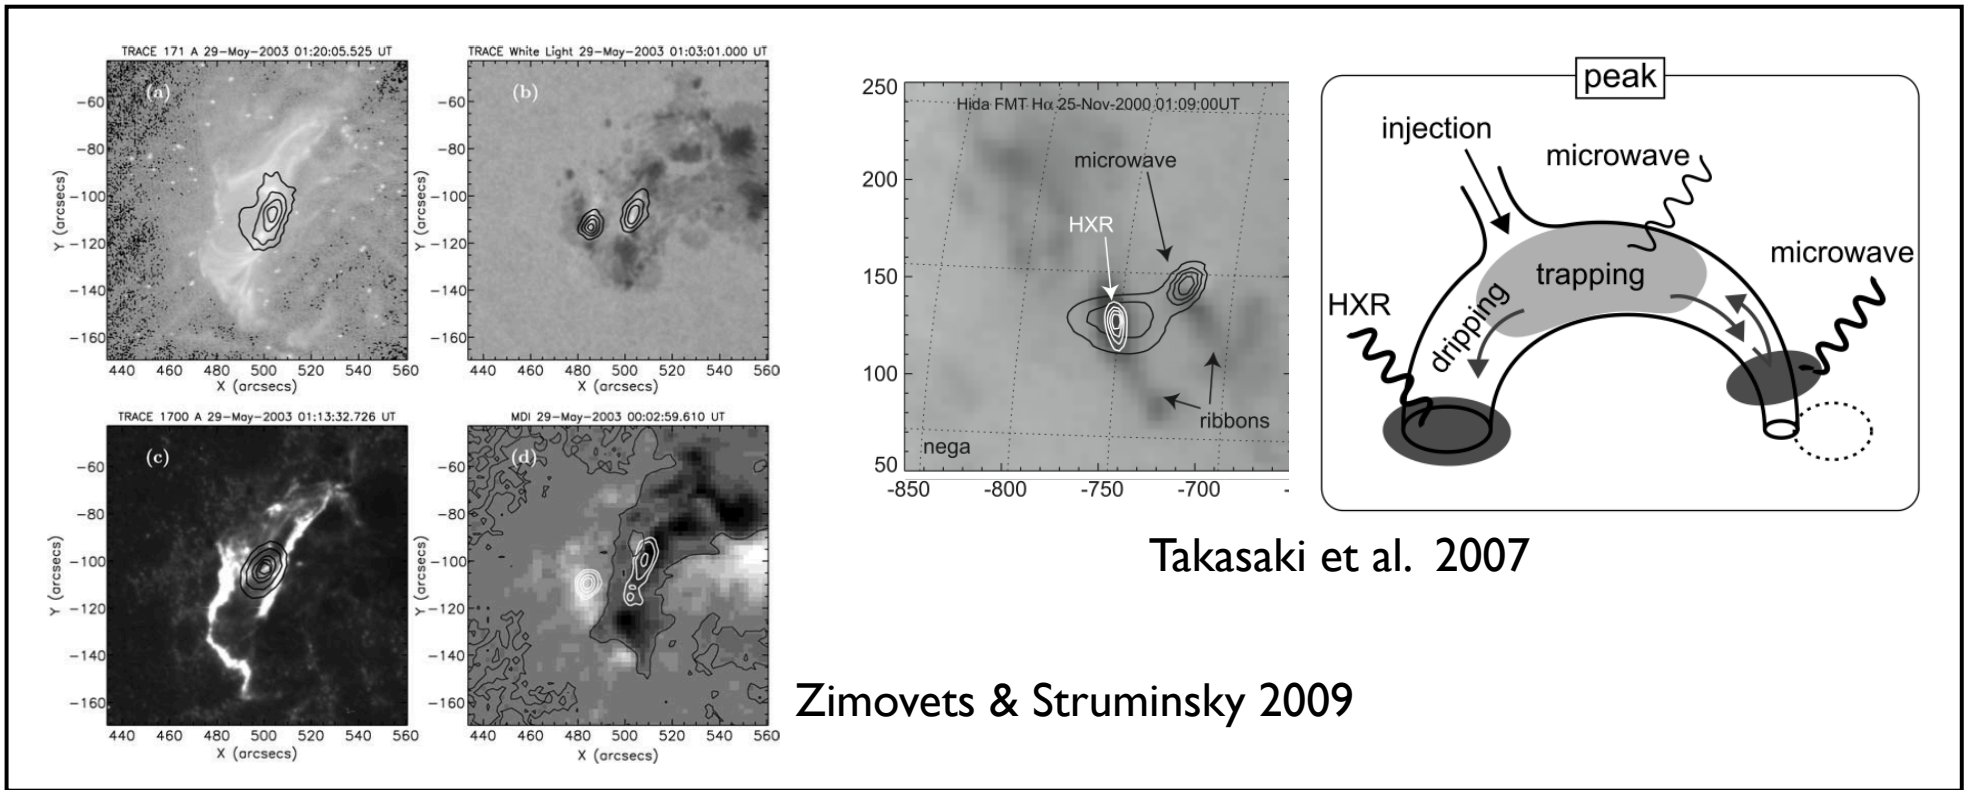 TRACE 171 A 29-May-2003 01:20:05.525 UT
(a)
-60
-80
-100
-120
-140
-160
Y (arcsecs)
440 460 480 500 520 540 560
X (arcsecs)
TRACE White Light 29-May-2003 01:03:01.000 UT
(b)
-60
-80
-100
-120
-140
-160
Y (arcsecs)
440 460 480 500 520 540 560
X (arcsecs)
TRACE 1700 A 29-May-2003 01:13:32.726 UT
(c)
-60
-80
-100
-120
-140
-160
Y (arcsecs)
440 460 480 500 520 540 560
X (arcsecs)
MDI 29-May-2003 00:02:59.610 UT
(d)
-60
-80
-100
-120
-140
-160
Y (arcsecs)
440 460 480 500 520 540 560
X (arcsecs)
Hida FMT Hα 25-Nov-2000 01:09:00UT
250
200
150
100
50
microwave
HXR
ribbons
nega
-850 -800 -750 -700 -
peak
injection
microwave
trapping
microwave
HXR
dripping
Takasaki et al. 2007
Zimovets & Struminsky 2009